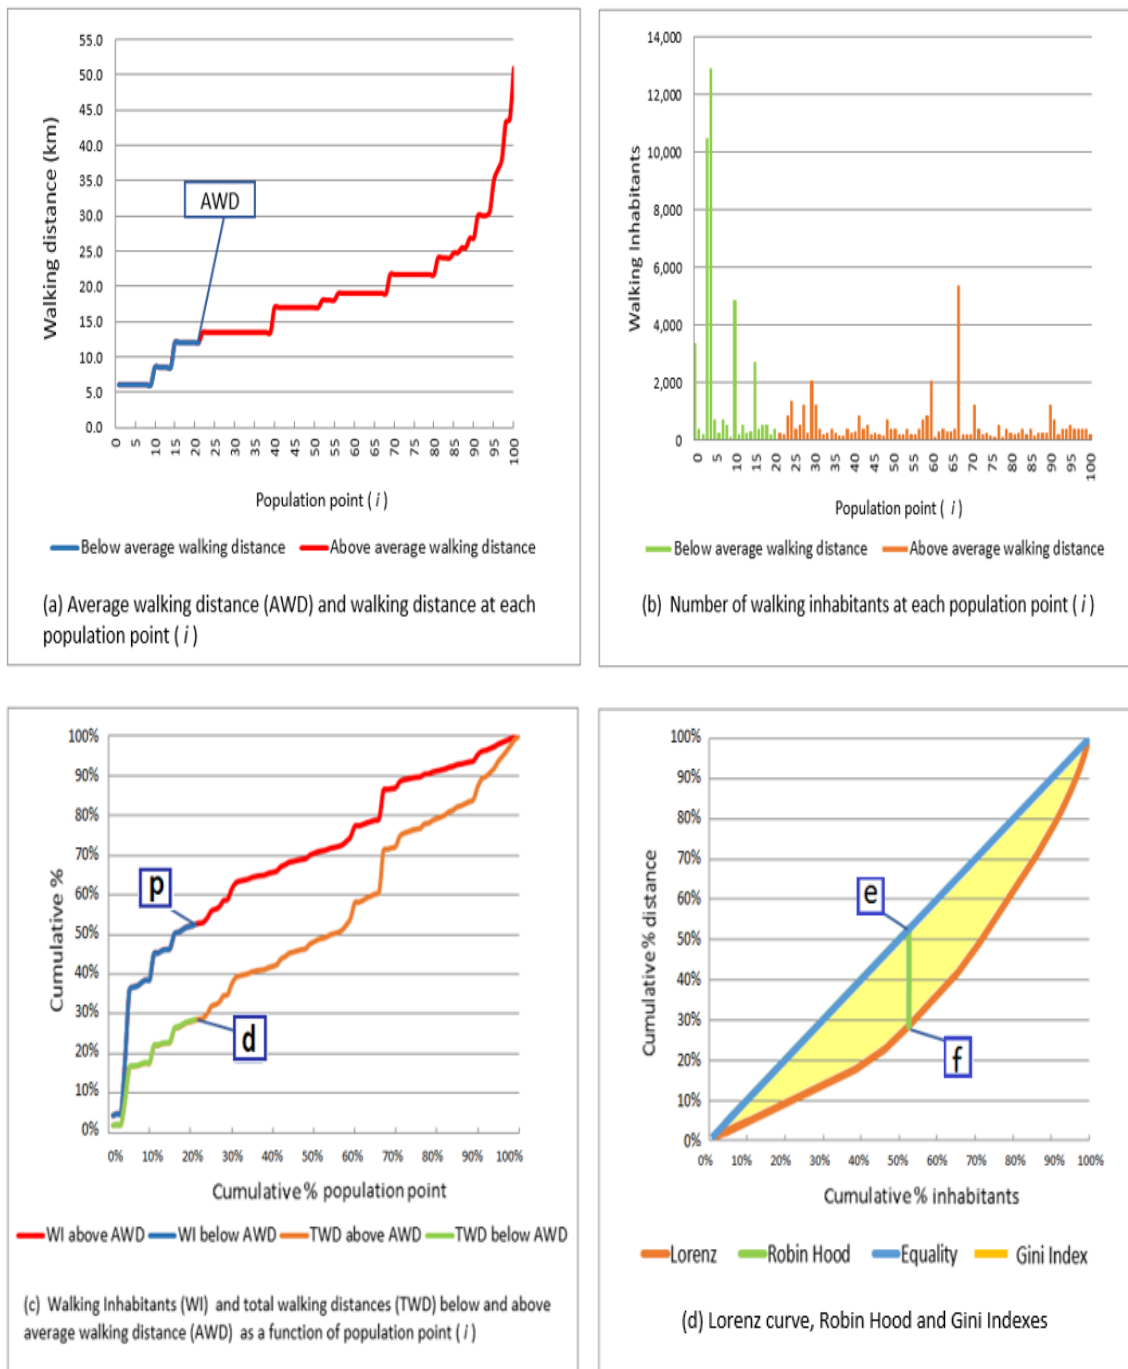 55.0
50.0
45.0
40.0
35.0
30.0
25.0
20.0
15.0
10.0
5.0
0.0
Walking distance (km)
AWD
0 5 10 15 20 25 30 35 40 45 50 55 60 65 70 75 80 85 90 95 100
Population point ( i )
Below average walking distance Above average walking distance
(a) Average walking distance (AWD) and walking distance at each
population point ( i )
14,000
12,000
10,000
8,000
6,000
4,000
2,000
0
Walking Inhabitants
0 5 10 15 20 25 30 35 40 45 50 55 60 65 70 75 80 85 90 95 100
Population point ( i )
Below average walking distance Above average walking distance
(b) Number of walking inhabitants at each population point ( i )
100%
90%
80%
70%
60%
50%
40%
30%
20%
10%
0%
Cumulative %
p
d
0% 10% 20% 30% 40% 50% 60% 70% 80% 90% 100%
Cumulative % population point
WI above AWD WI below AWD TWD above AWD TWD below AWD
(c) Walking Inhabitants (WI) and total walking distances (TWD) below and above
average walking distance (AWD) as a function of population point ( i )
100%
90%
80%
70%
60%
50%
40%
30%
20%
10%
0%
Cumulative % distance
e
f
0% 10% 20% 30% 40% 50% 60% 70% 80% 90% 100%
Cumulative % inhabitants
Lorenz Robin Hood Equality Gini Index
(d) Lorenz curve, Robin Hood and Gini Indexes